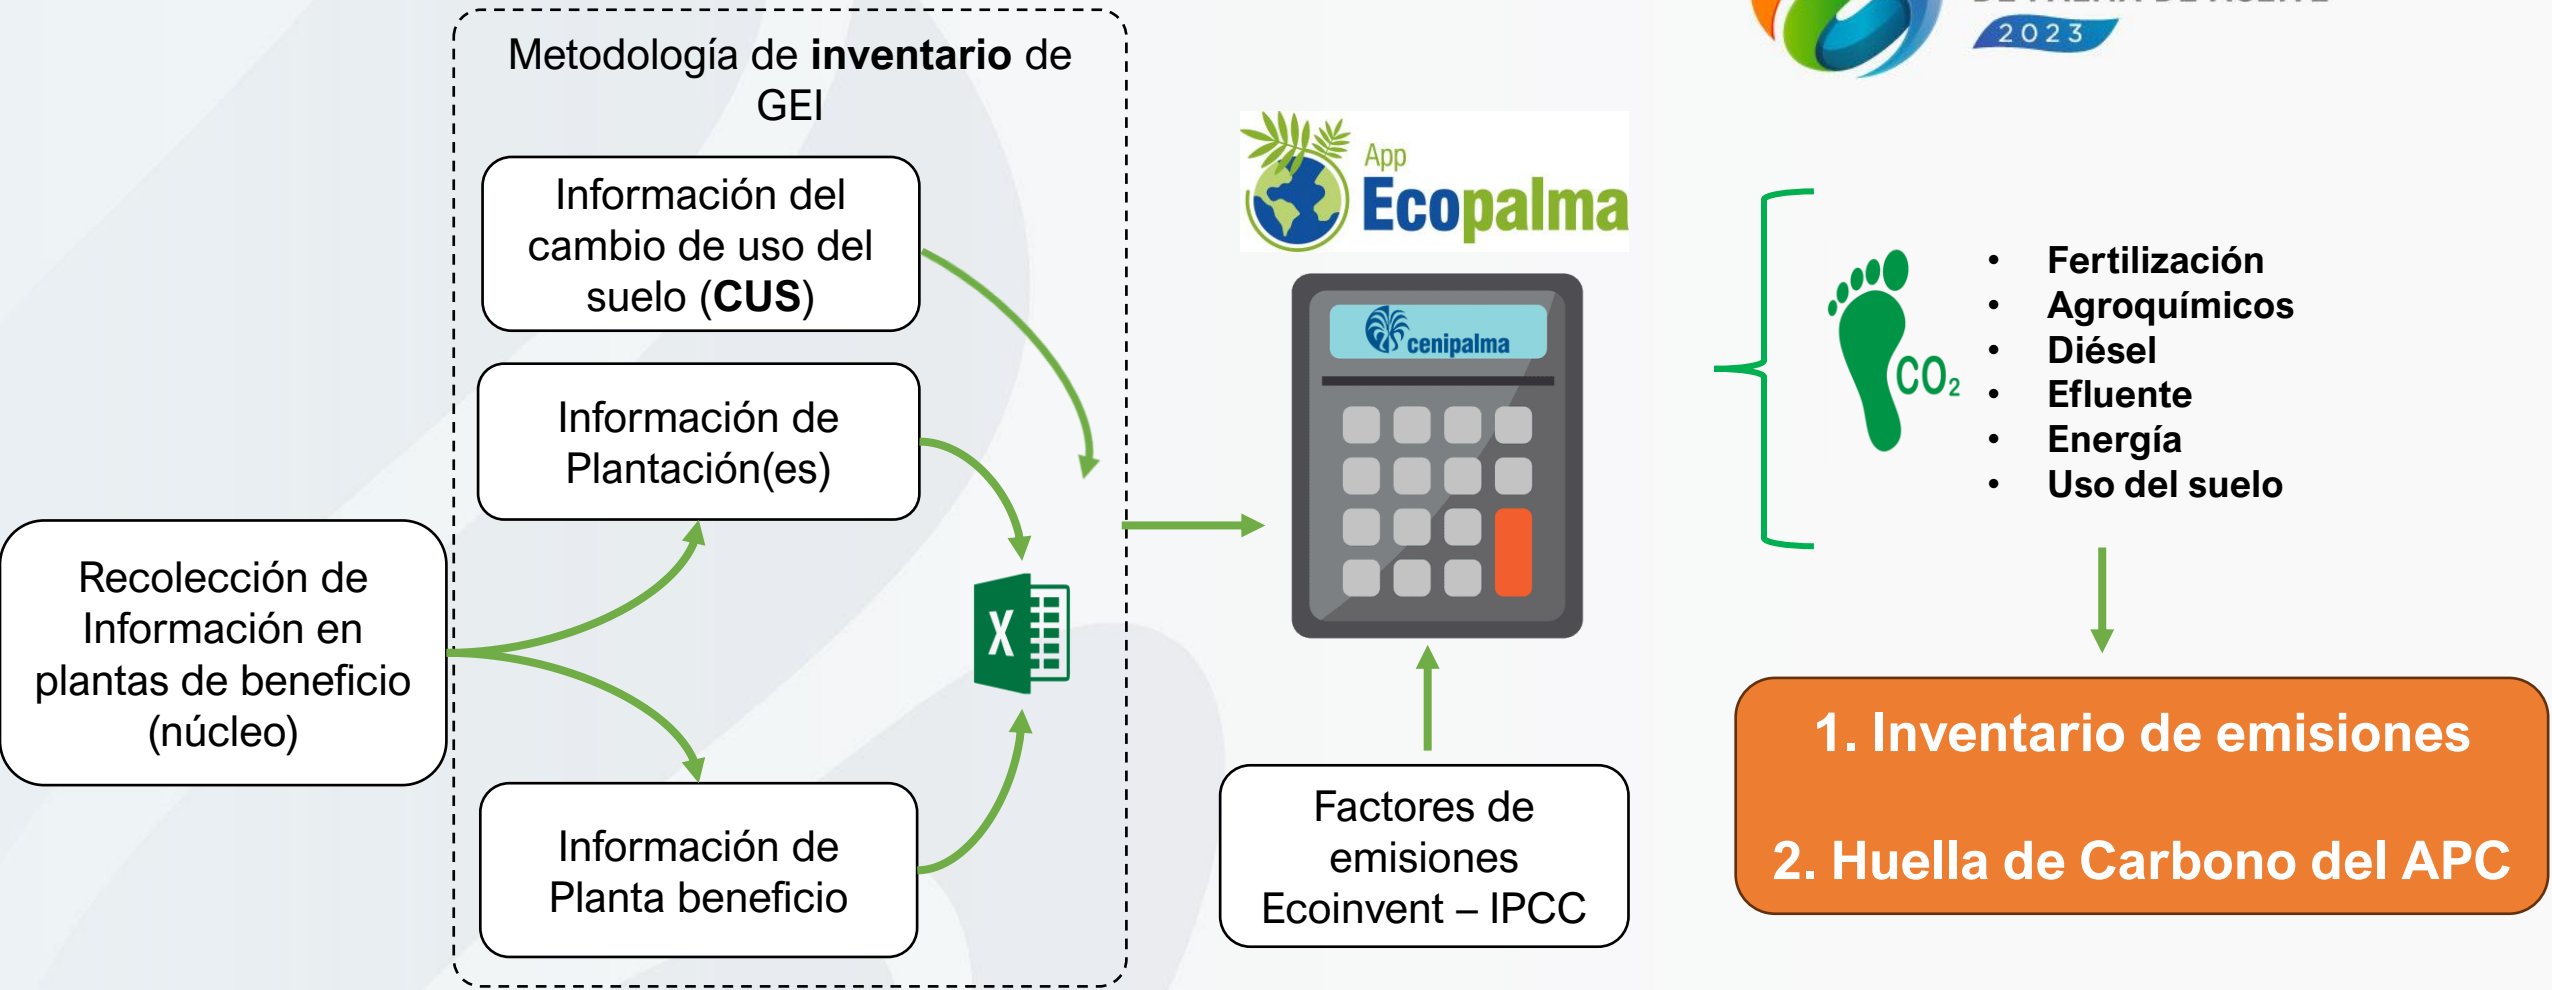 2023
Metodología de inventario de
GEI
Información del
cambio de uso del
suelo (CUS)
Información de
Plantación(es)
Recolección de
Información en
plantas de beneficio
(núcleo)
X
Información de
Planta beneficio
App
Ecopalma
cenipalma
Factores de
emisiones
Ecoinvent – IPCC
CO₂
• Fertilización
• Agroquímicos
• Diésel
• Efluente
• Energía
• Uso del suelo
1. Inventario de emisiones
2. Huella de Carbono del APC